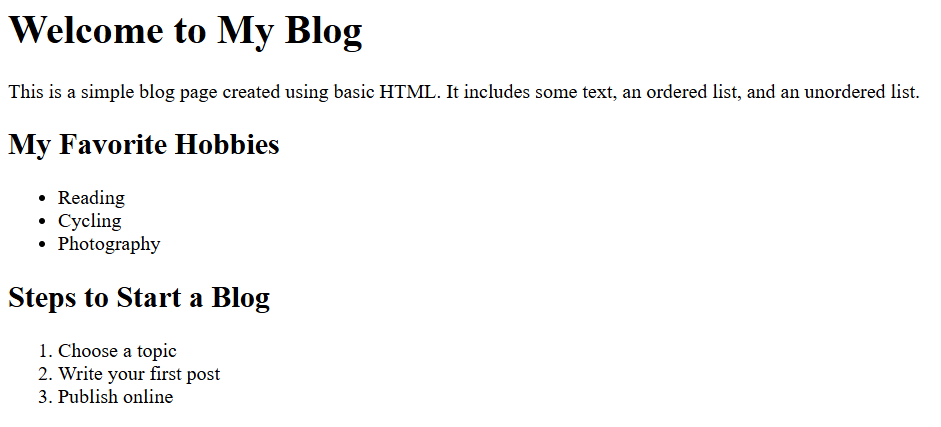 Welcome to My Blog
This is a simple blog page created using basic HTML. It includes some text, an ordered list, and an unordered list.
My Favorite Hobbies
• Reading
• Cycling
• Photography
Steps to Start a Blog
1. Choose a topic
2. Write your first post
3. Publish online